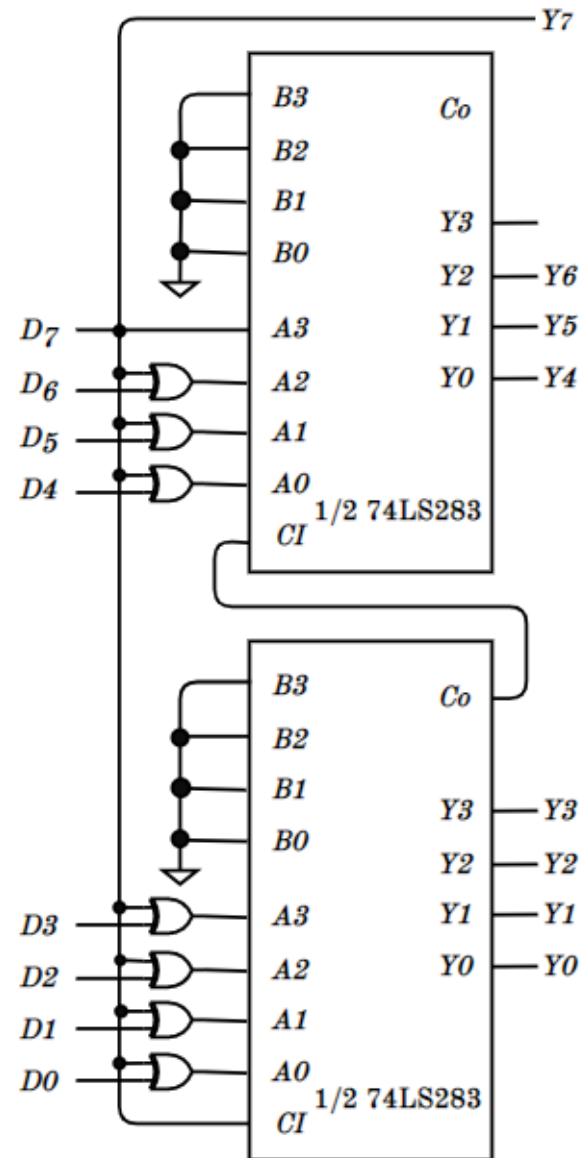 Y7
B3 Co
B2
B1 Y3
B0 Y2 Y6
D7 A3 Y1 Y5
D6 A2 Y0 Y4
D5 A1
D4 A0
1/2 74LS283
CI
B3 Co
B2
B1 Y3 Y3
B0 Y2 Y2
D3 A3 Y1 Y1
D2 A2 Y0 Y0
D1 A1
D0 A0
1/2 74LS283
CI